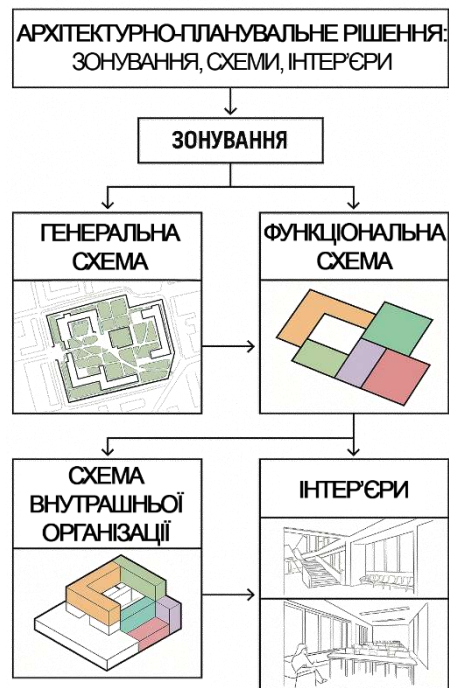 АРХІТЕКТУРНО-ПЛАНУВАЛЬНЕ РІШЕННЯ:
ЗОНУВАННЯ, СХЕМИ, ІНТЕР'ЄРИ
ЗОНУВАННЯ
ГЕНЕРАЛЬНА
СХЕМА
ФУНКЦІОНАЛЬНА
СХЕМА
СХЕМА
ВНУТРАШНЬОЇ
ОРГАНІЗАЦІЇ
ІНТЕР'ЄРИ